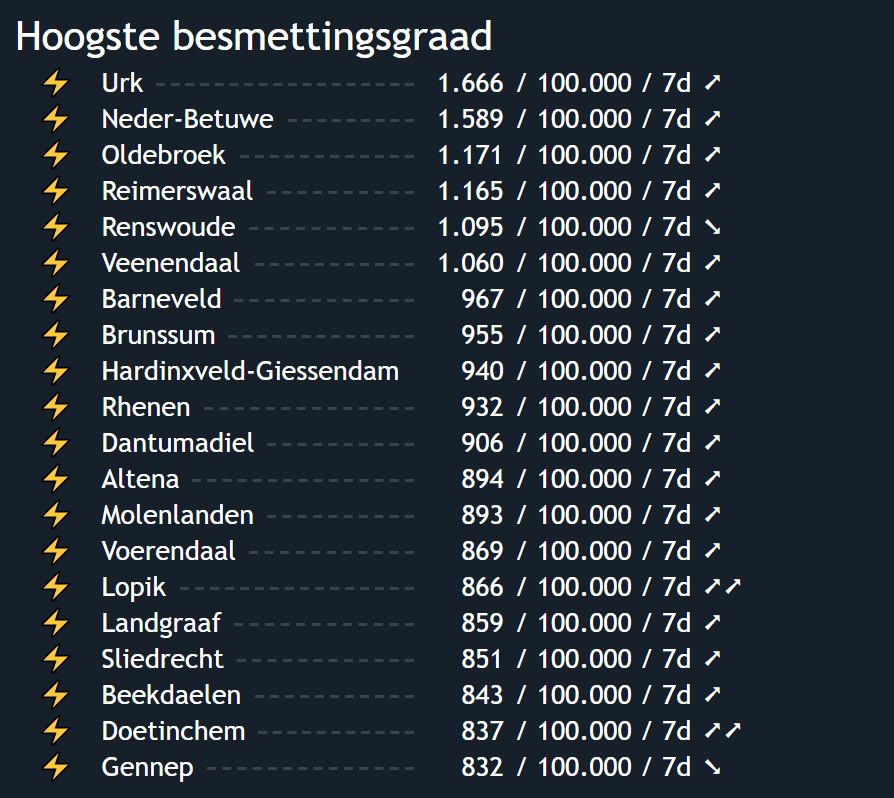 Hoogste besmettingsgraad
⚡ Urk 1.666 / 100.000 / 7d ➚
⚡ Neder-Betuwe 1.589 / 100.000 / 7d ➚
⚡ Oldebroek 1.171 / 100.000 / 7d ➚
⚡ Reimerswaal 1.165 / 100.000 / 7d ➚
⚡ Renswoude 1.095 / 100.000 / 7d ➘
⚡ Veenendaal 1.060 / 100.000 / 7d ➚
⚡ Barneveld 967 / 100.000 / 7d ➚
⚡ Brunssum 955 / 100.000 / 7d ➚
⚡ Hardinxveld-Giessendam 940 / 100.000 / 7d ➚
⚡ Rhenen 932 / 100.000 / 7d ➚
⚡ Dantumadiel 906 / 100.000 / 7d ➚
⚡ Altena 894 / 100.000 / 7d ➚
⚡ Molenlanden 893 / 100.000 / 7d ➚
⚡ Voerendaal 869 / 100.000 / 7d ➚
⚡ Lopik 866 / 100.000 / 7d ➚➚
⚡ Landgraaf 859 / 100.000 / 7d ➚
⚡ Sliedrecht 851 / 100.000 / 7d ➚
⚡ Beekdaelen 843 / 100.000 / 7d ➚
⚡ Doetinchem 837 / 100.000 / 7d ➚➚
⚡ Gennep 832 / 100.000 / 7d ➘